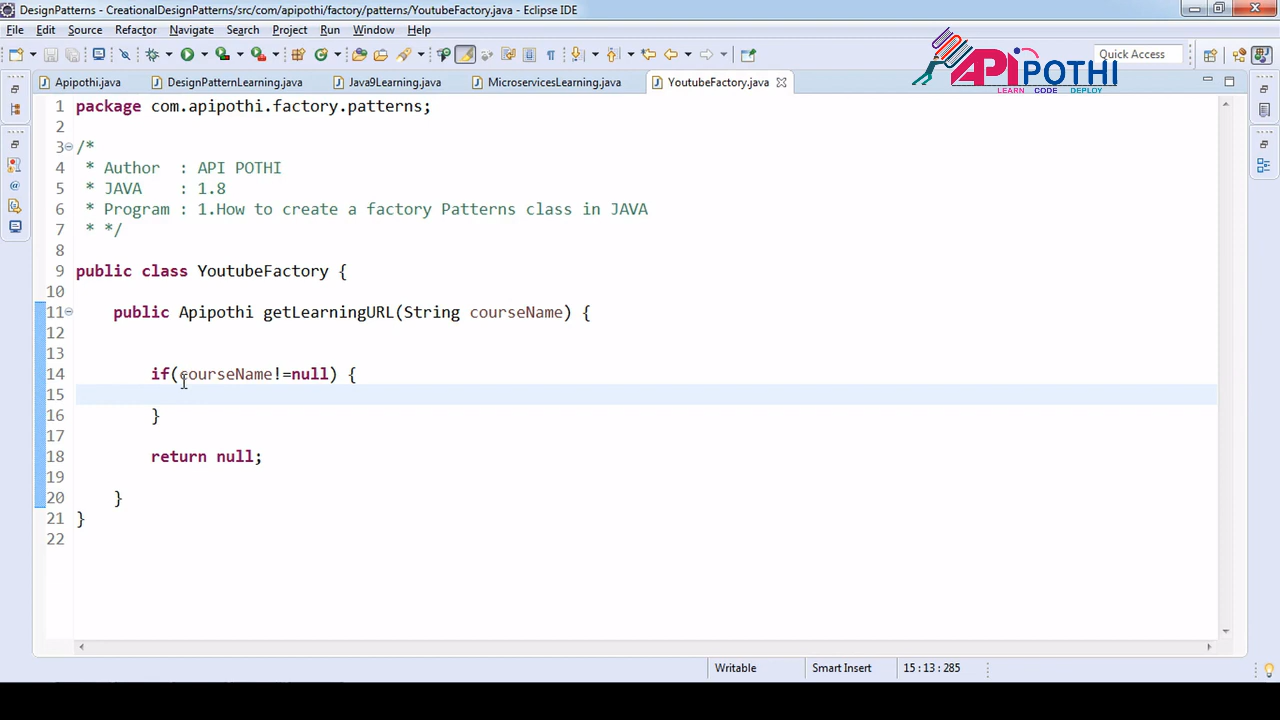 DesignPatterns - CreationalDesignPatterns/src/com/apipothi/factory/patterns/YoutubeFactory.java - Eclipse IDE
File Edit Source Refactor Navigate Search Project Run Window Help
Quick Access
APIPOTHI
LEARN CODE DEPLOY
Apipothi.java DesignPatternLearning.java Java9Learning.java MicroservicesLearning.java YoutubeFactory.java
1 package com.apipothi.factory.patterns;
2
3 /*
4 * Author : API POTHI
5 * JAVA : 1.8
6 * Program : 1.How to create a factory Patterns class in JAVA
7 * */
8
9 public class YoutubeFactory {
10
11 public Apipothi getLearningURL(String courseName) {
12
13
14 if(courseName!=null) {
15
16 }
17
18 return null;
19
20 }
21 }
22
Writable Smart Insert 15 : 13 : 285